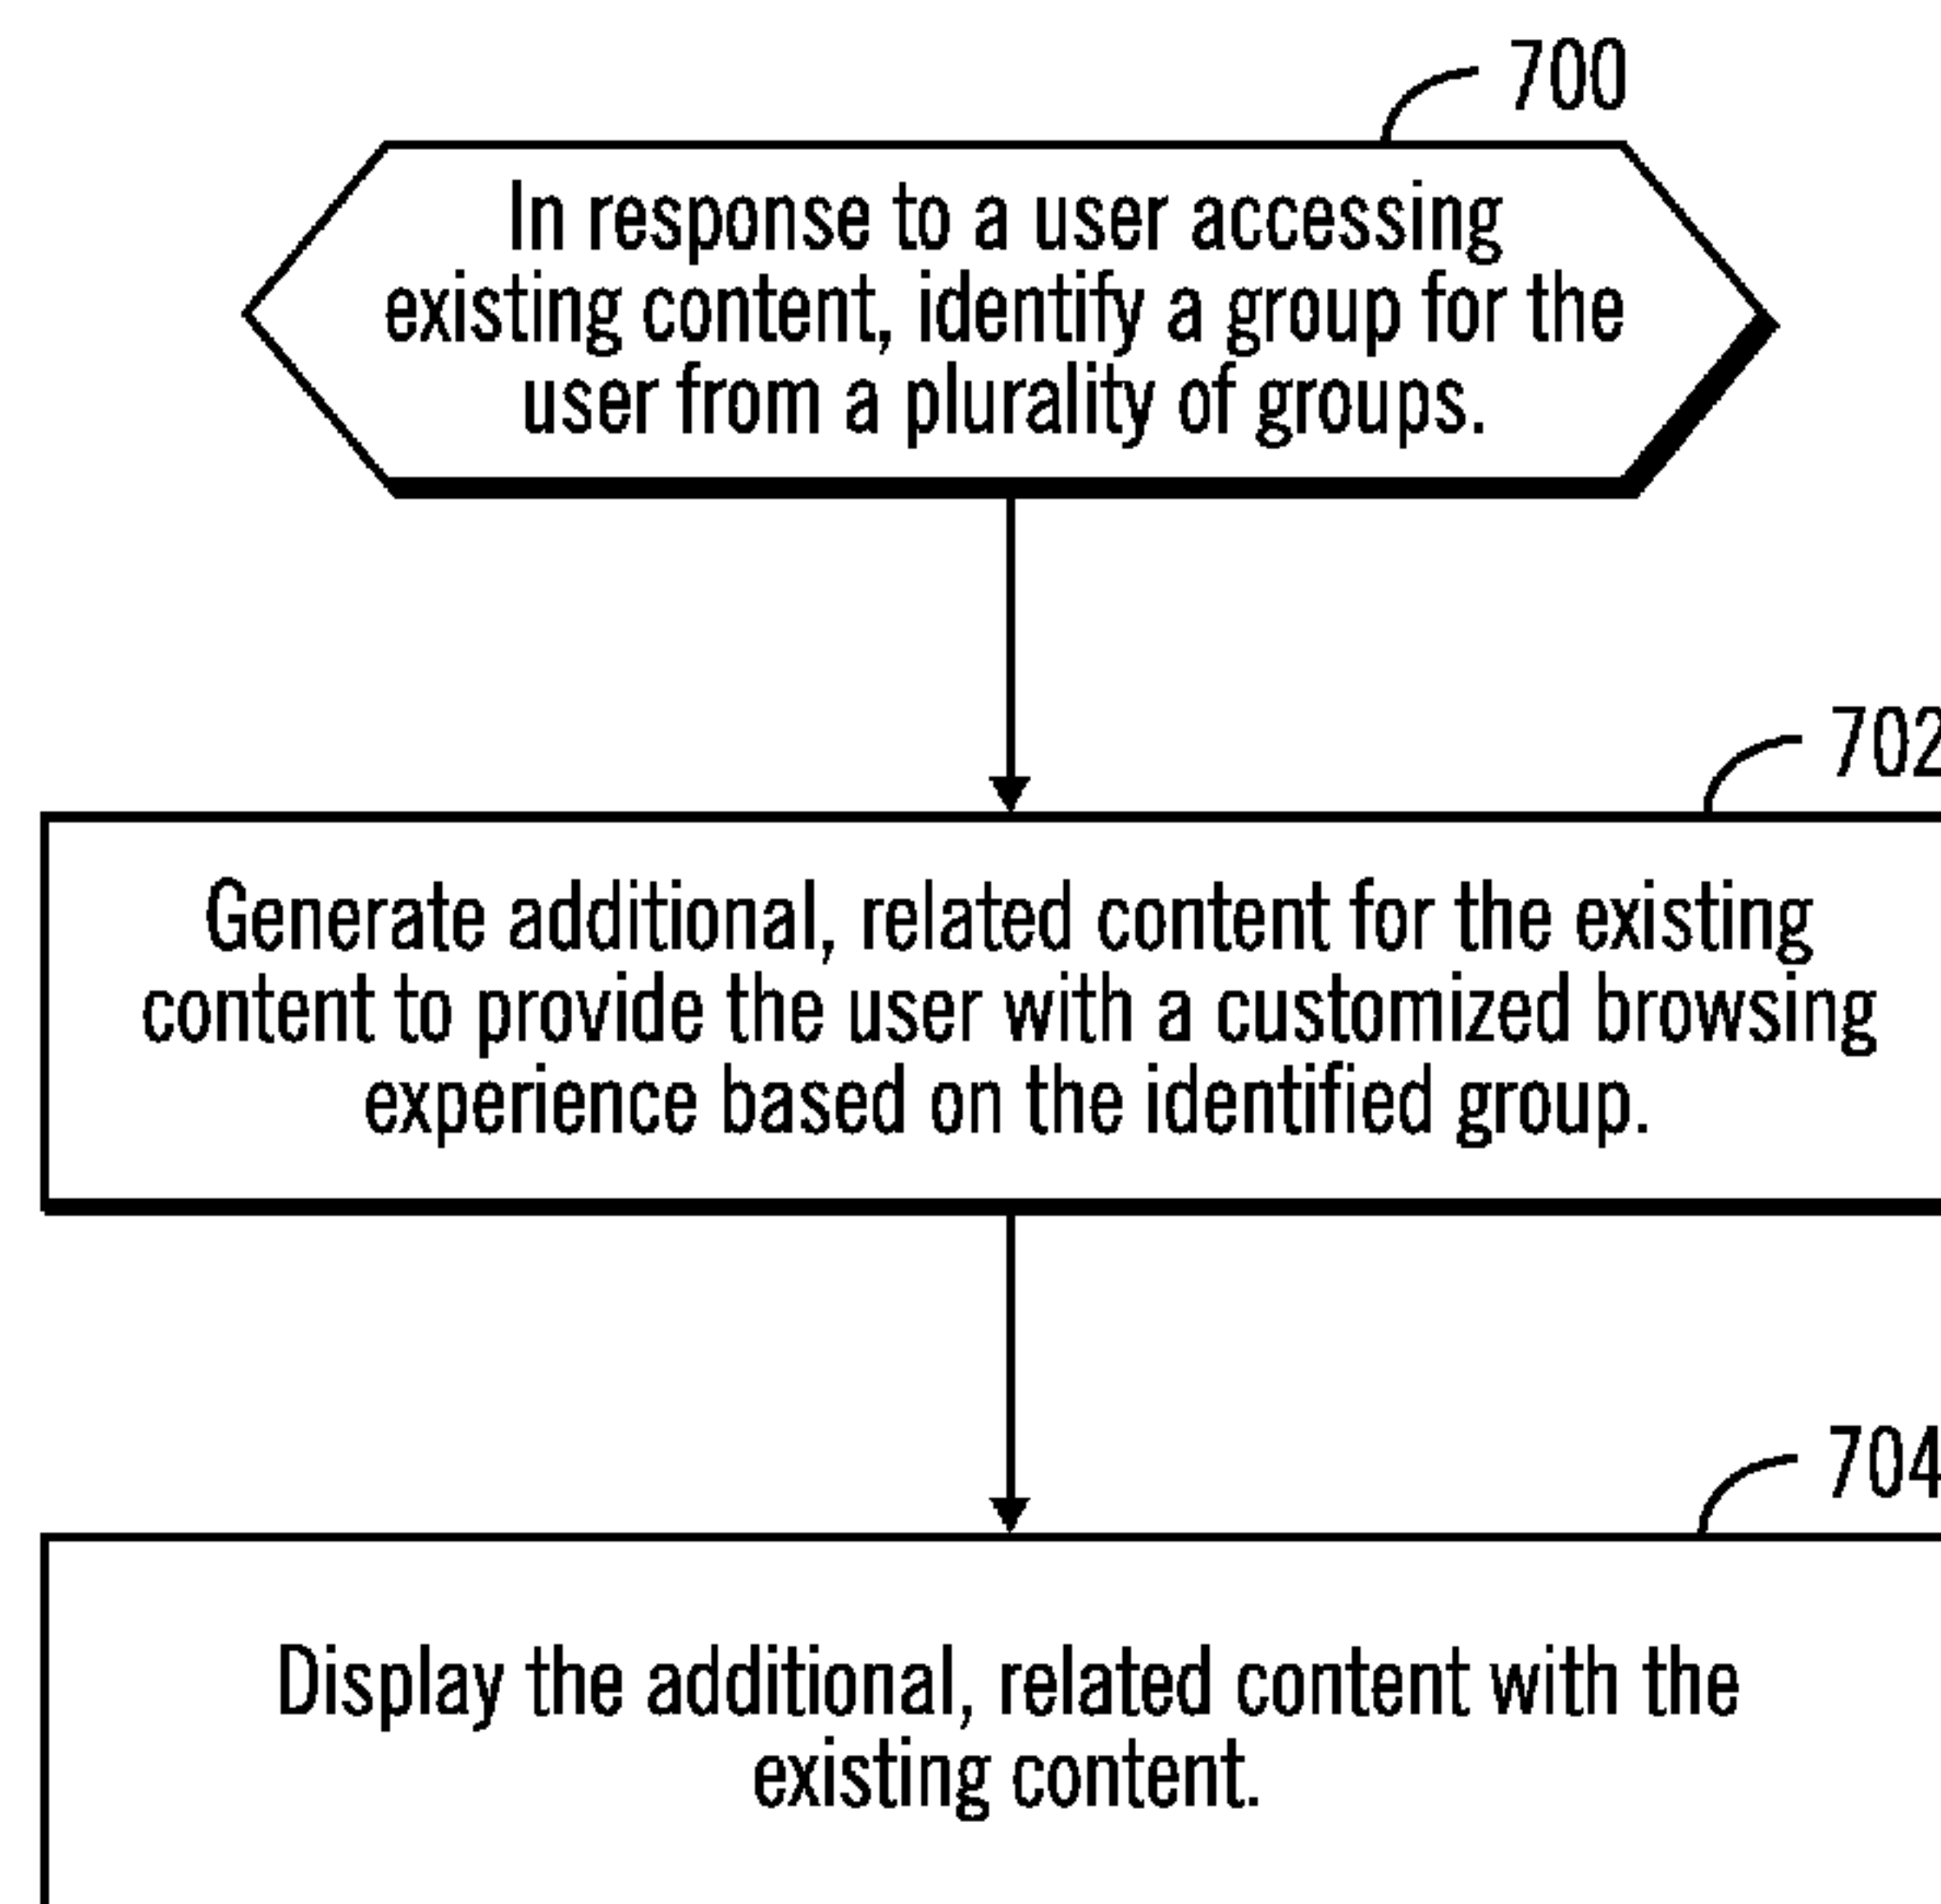 700
In response to a user accessing
existing content, identify a group for the
user from a plurality of groups.
702
Generate additional, related content for the existing
content to provide the user with a customized browsing
experience based on the identified group.
704
Display the additional, related content with the
existing content.